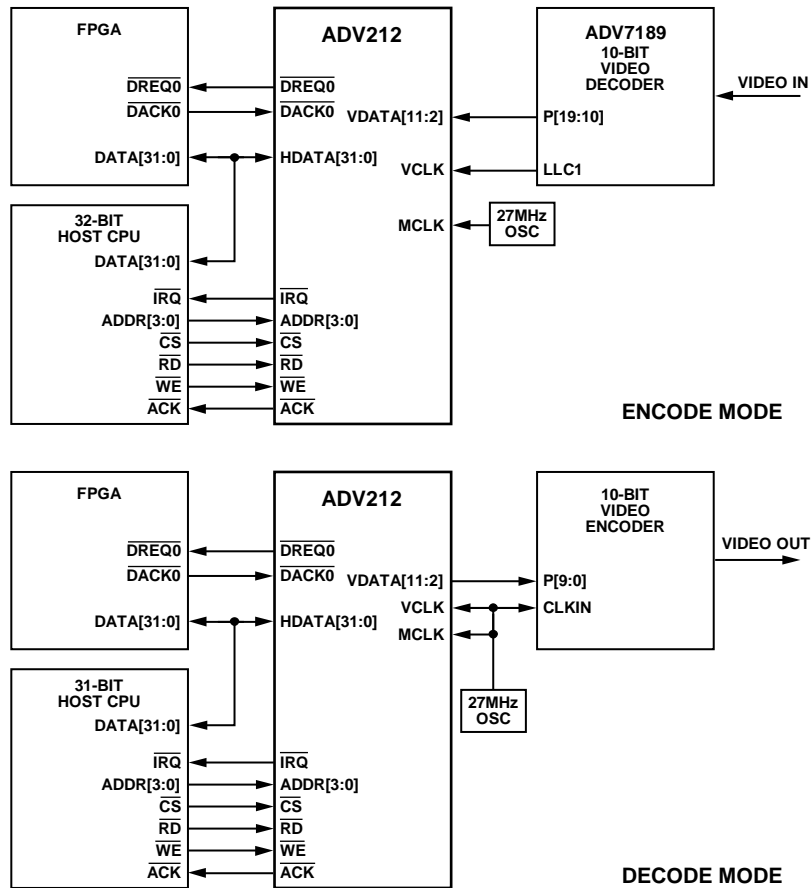 FPGA
DREQ0
DACK0
DATA[31:0]
32-BIT
HOST CPU
DATA[31:0]
IRQ
ADDR[3:0]
CS
RD
WE
ACK
ADV212
DREQ0
DACK0
HDATA[31:0]
IRQ
ADDR[3:0]
CS
RD
WE
ACK
VDATA[11:2]
VCLK
MCLK
ADV7189
10-BIT
VIDEO
DECODER
P[19:10]
LLC1
VIDEO IN
27MHz
OSC
ENCODE MODE
FPGA
DREQ0
DACK0
DATA[31:0]
31-BIT
HOST CPU
DATA[31:0]
IRQ
ADDR[3:0]
CS
RD
WE
ACK
ADV212
DREQ0
DACK0
HDATA[31:0]
IRQ
ADDR[3:0]
CS
RD
WE
ACK
VDATA[11:2]
VCLK
MCLK
10-BIT
VIDEO
ENCODER
P[9:0]
CLKIN
VIDEO OUT
27MHz
OSC
DECODE MODE